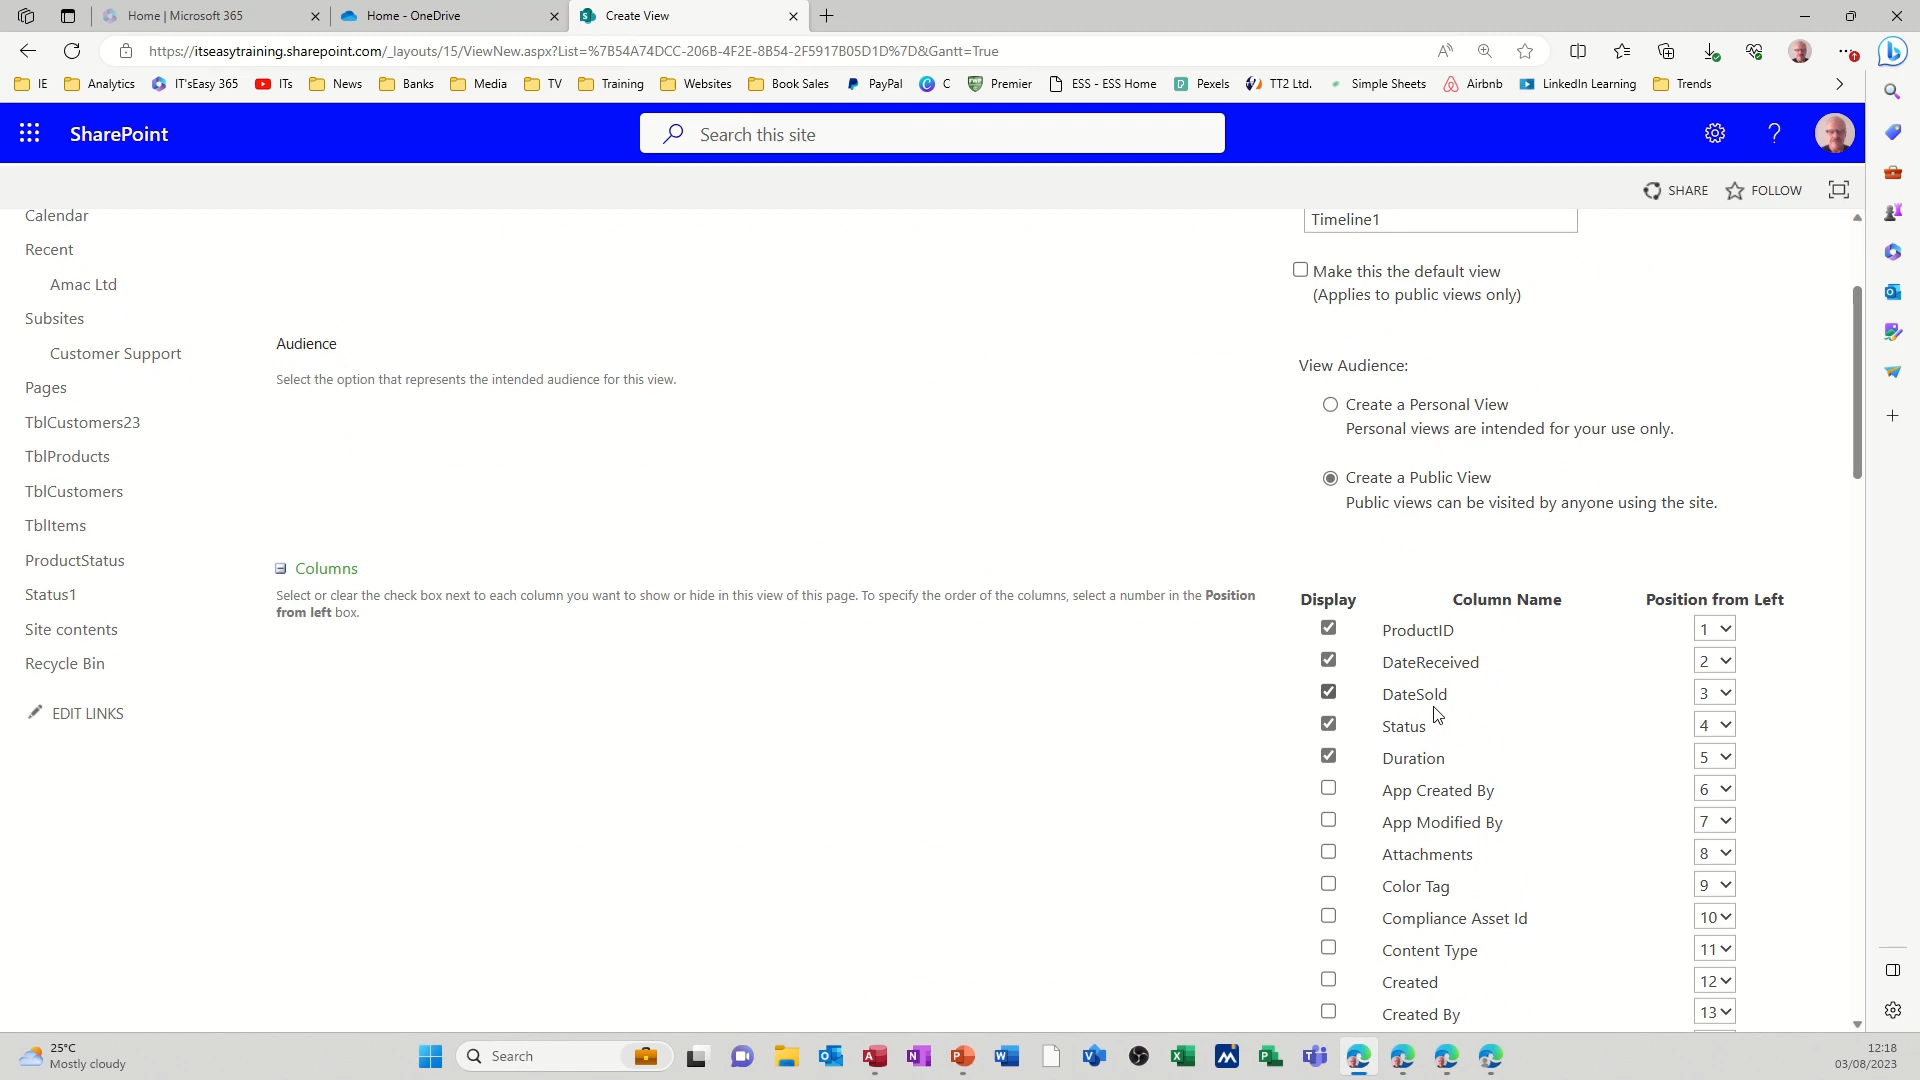 Home | Microsoft 365
Home - OneDrive
Create View
https://itseasytraining.sharepoint.com/_layouts/15/ViewNew.aspx?List=%7B54A74DCC-206B-4F2E-8B54-2F5917B05D1D%7D&Gantt=True
IE Analytics IT'sEasy 365 ITs News Banks Media TV Training Websites Book Sales PayPal C Premier ESS - ESS Home Pexels TT2 Ltd. Simple Sheets Airbnb LinkedIn Learning Trends
SharePoint
Search this site
SHARE FOLLOW
Calendar
Recent
Amac Ltd
Subsites
Customer Support
Pages
TblCustomers23
TblProducts
TblCustomers
TblItems
ProductStatus
Status1
Site contents
Recycle Bin
EDIT LINKS
Timeline1
Make this the default view
(Applies to public views only)
Audience
Select the option that represents the intended audience for this view.
View Audience:
Create a Personal View
Personal views are intended for your use only.
Create a Public View
Public views can be visited by anyone using the site.
Columns
Select or clear the check box next to each column you want to show or hide in this view of this page. To specify the order of the columns, select a number in the Position
from left box.
Display Column Name Position from Left
ProductID 1
DateReceived 2
DateSold 3
Status 4
Duration 5
App Created By 6
App Modified By 7
Attachments 8
Color Tag 9
Compliance Asset Id 10
Content Type 11
Created 12
Created By 13
25°C
Mostly cloudy
Search
12:18
03/08/2023